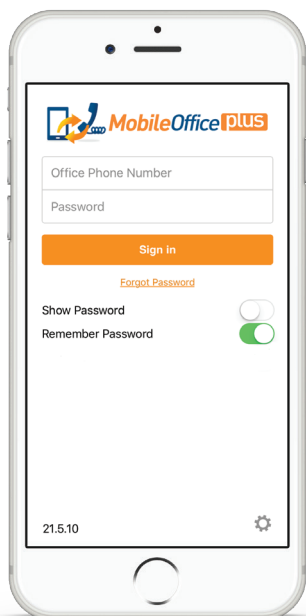 MobileOffice plus
Office Phone Number
Password
Sign in
Forgot Password
Show Password
Remember Password
21.5.10